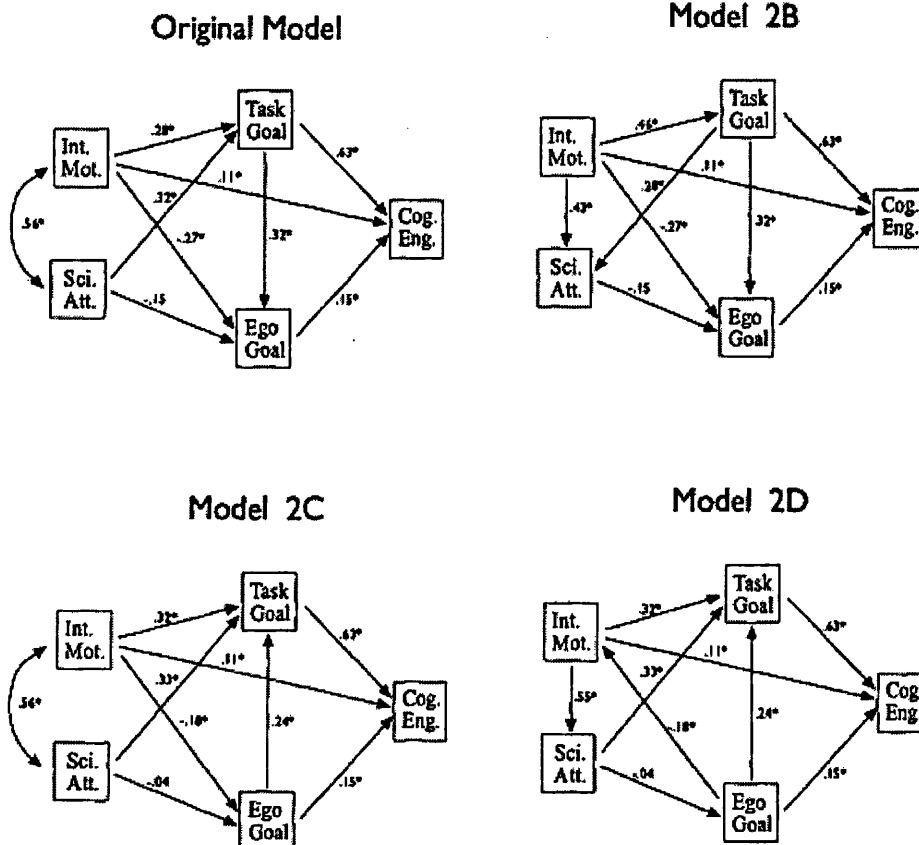 Original Model
Task
Goal
Int.
Mot.
Sci.
Att.
Ego
Goal
Cog.
Eng.
.28*
.63*
.11*
.32*
.56*
-.27*
.32*
-.15
.15*
Model 2B
Task
Goal
Int.
Mot.
Sci.
Att.
Ego
Goal
Cog.
Eng.
.46*
.63*
.28*
.43*
-.27*
.32*
-.15
.15*
Model 2C
Task
Goal
Int.
Mot.
Sci.
Att.
Ego
Goal
Cog.
Eng.
.32*
.63*
.33*
.56*
-.18*
.24*
-.04
.15*
Model 2D
Task
Goal
Int.
Mot.
Sci.
Att.
Ego
Goal
Cog.
Eng.
.32*
.63*
.11*
.33*
.55*
-.18*
.24*
-.04
.15*